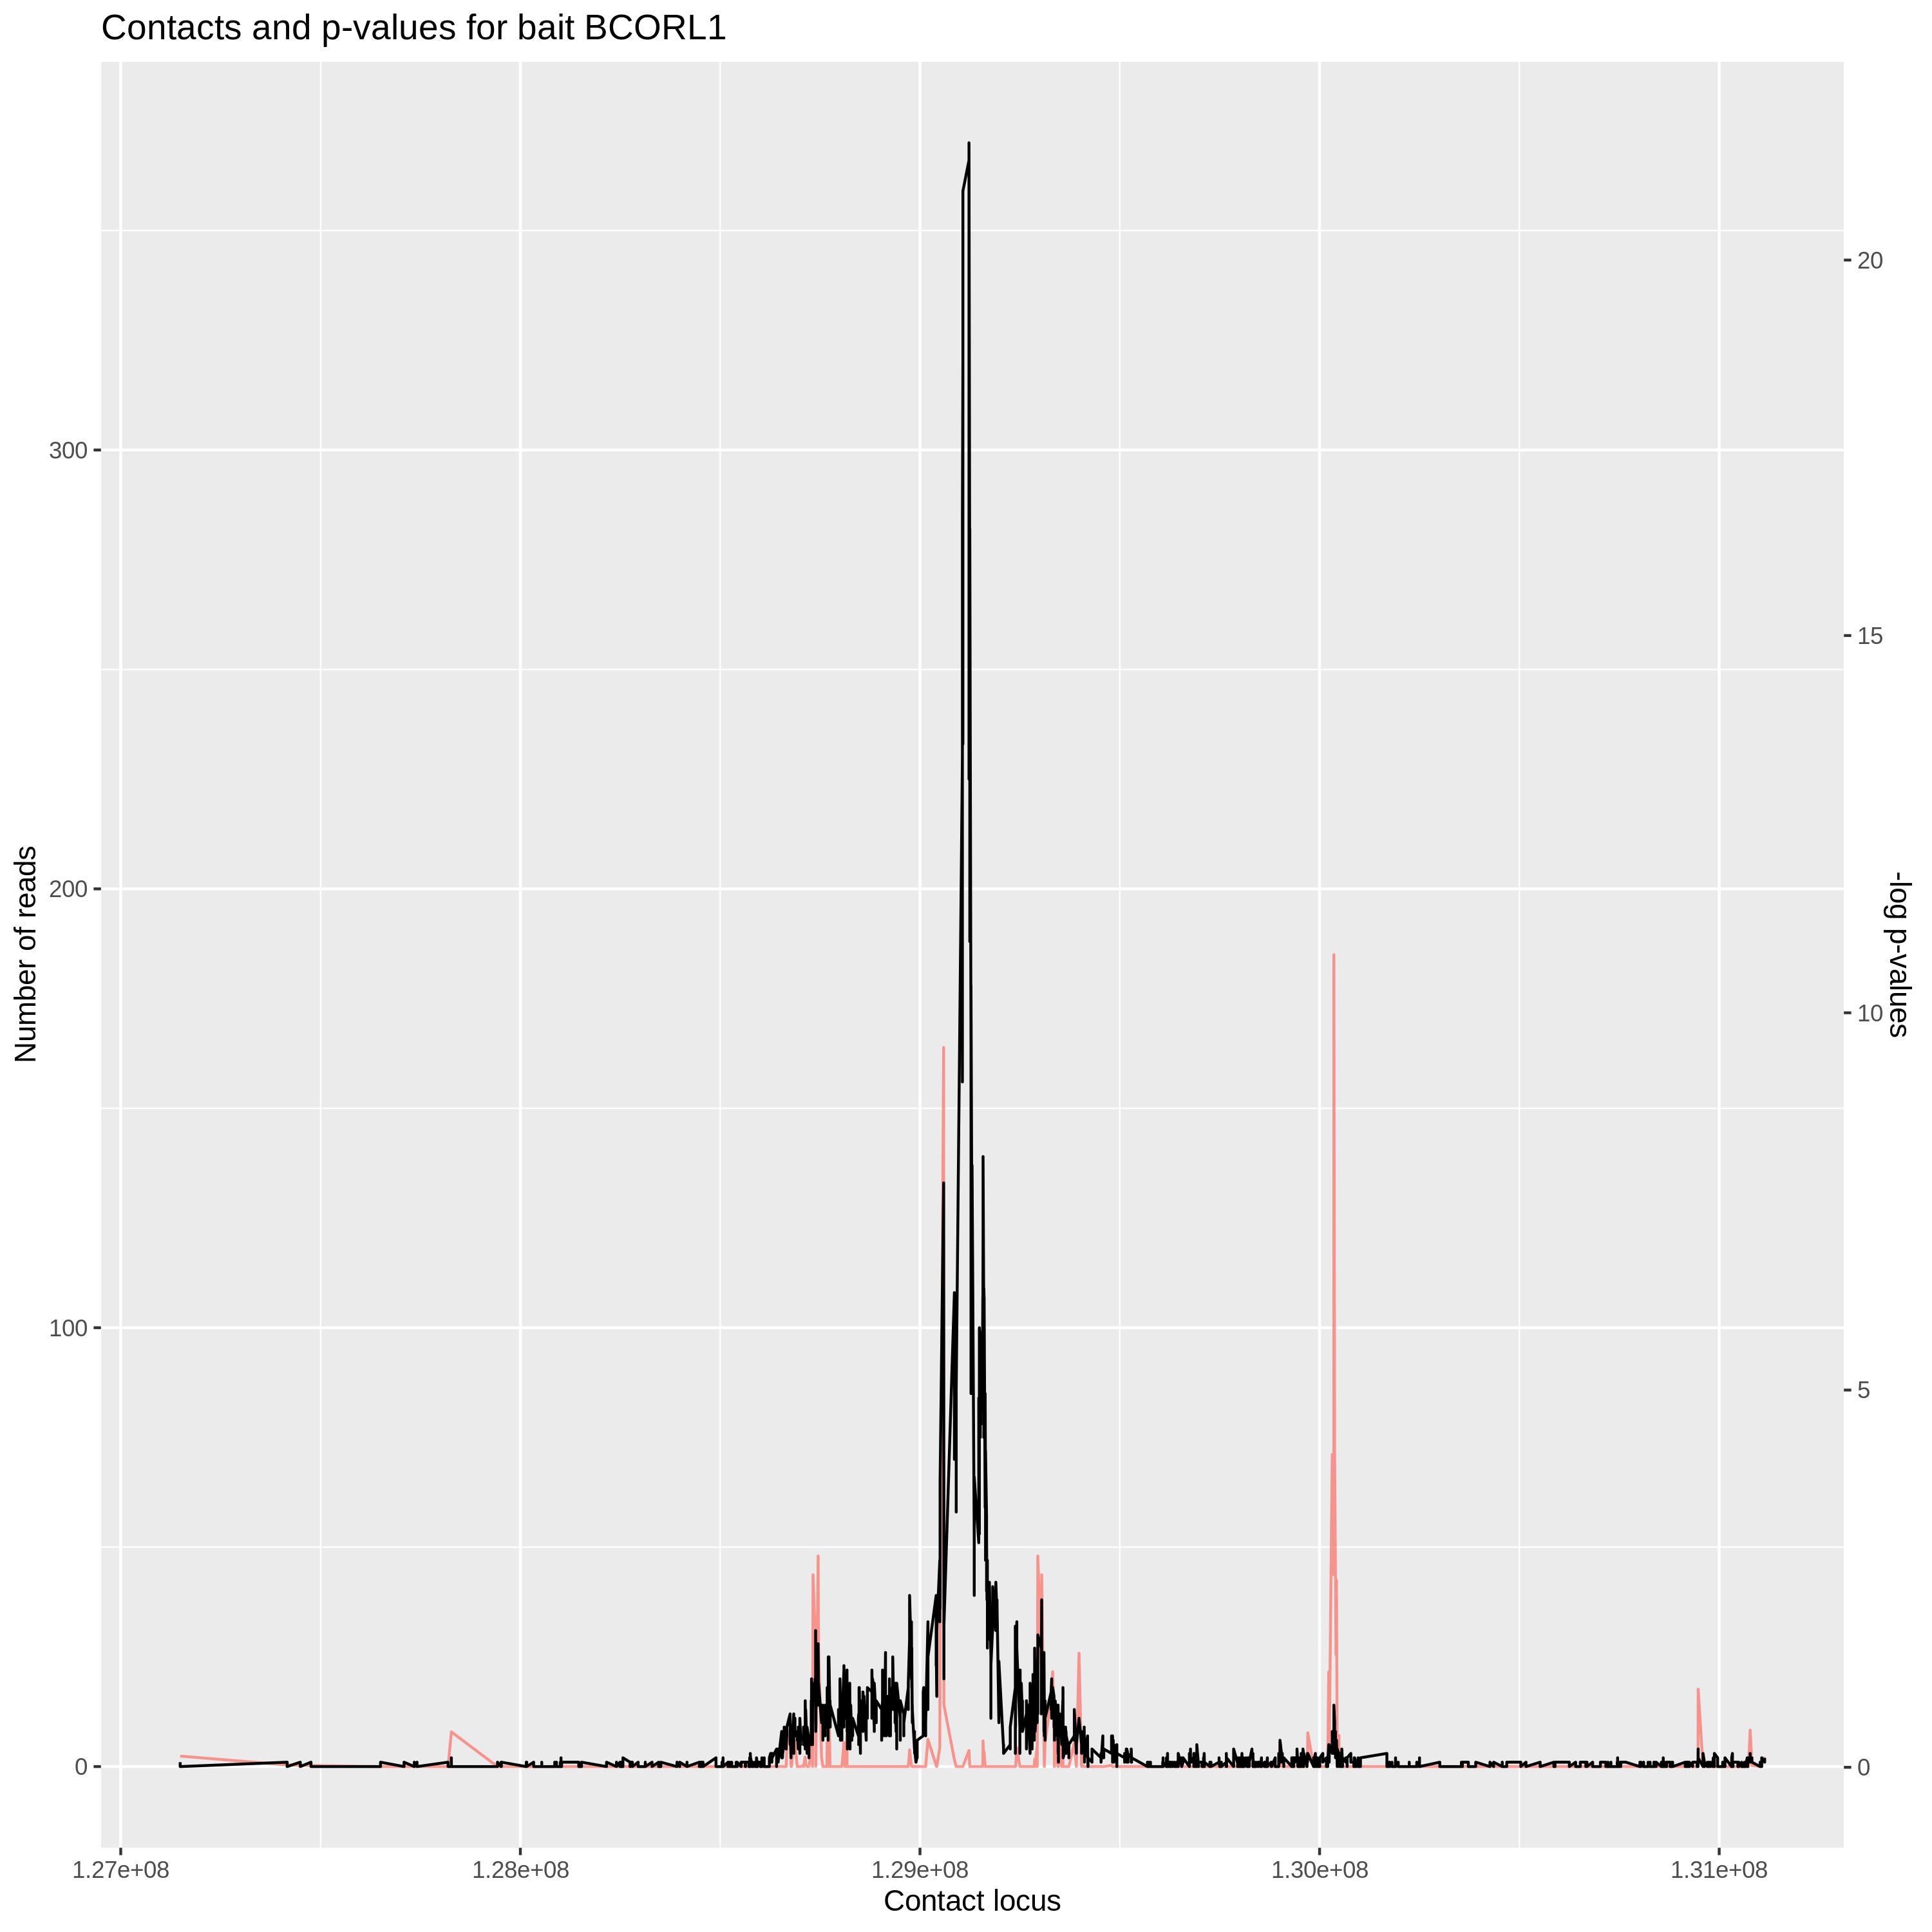 Contacts and p-values for bait BCORL1
300
200
100
0
Number of reads
20
15
10
5
0
-log p-values
1.27e+08
1.28e+08
1.29e+08
1.30e+08
1.31e+08
Contact locus